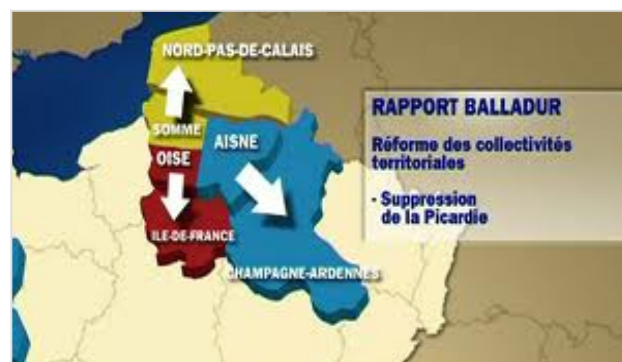 NORD-PAS-DE-CALAIS
SOMME
OISE
AISNE
ILE-DE-FRANCE
CHAMPAGNE-ARDENNES
RAPPORT BALLADUR
Réforme des collectivités
territoriales
- Suppression
de la Picardie